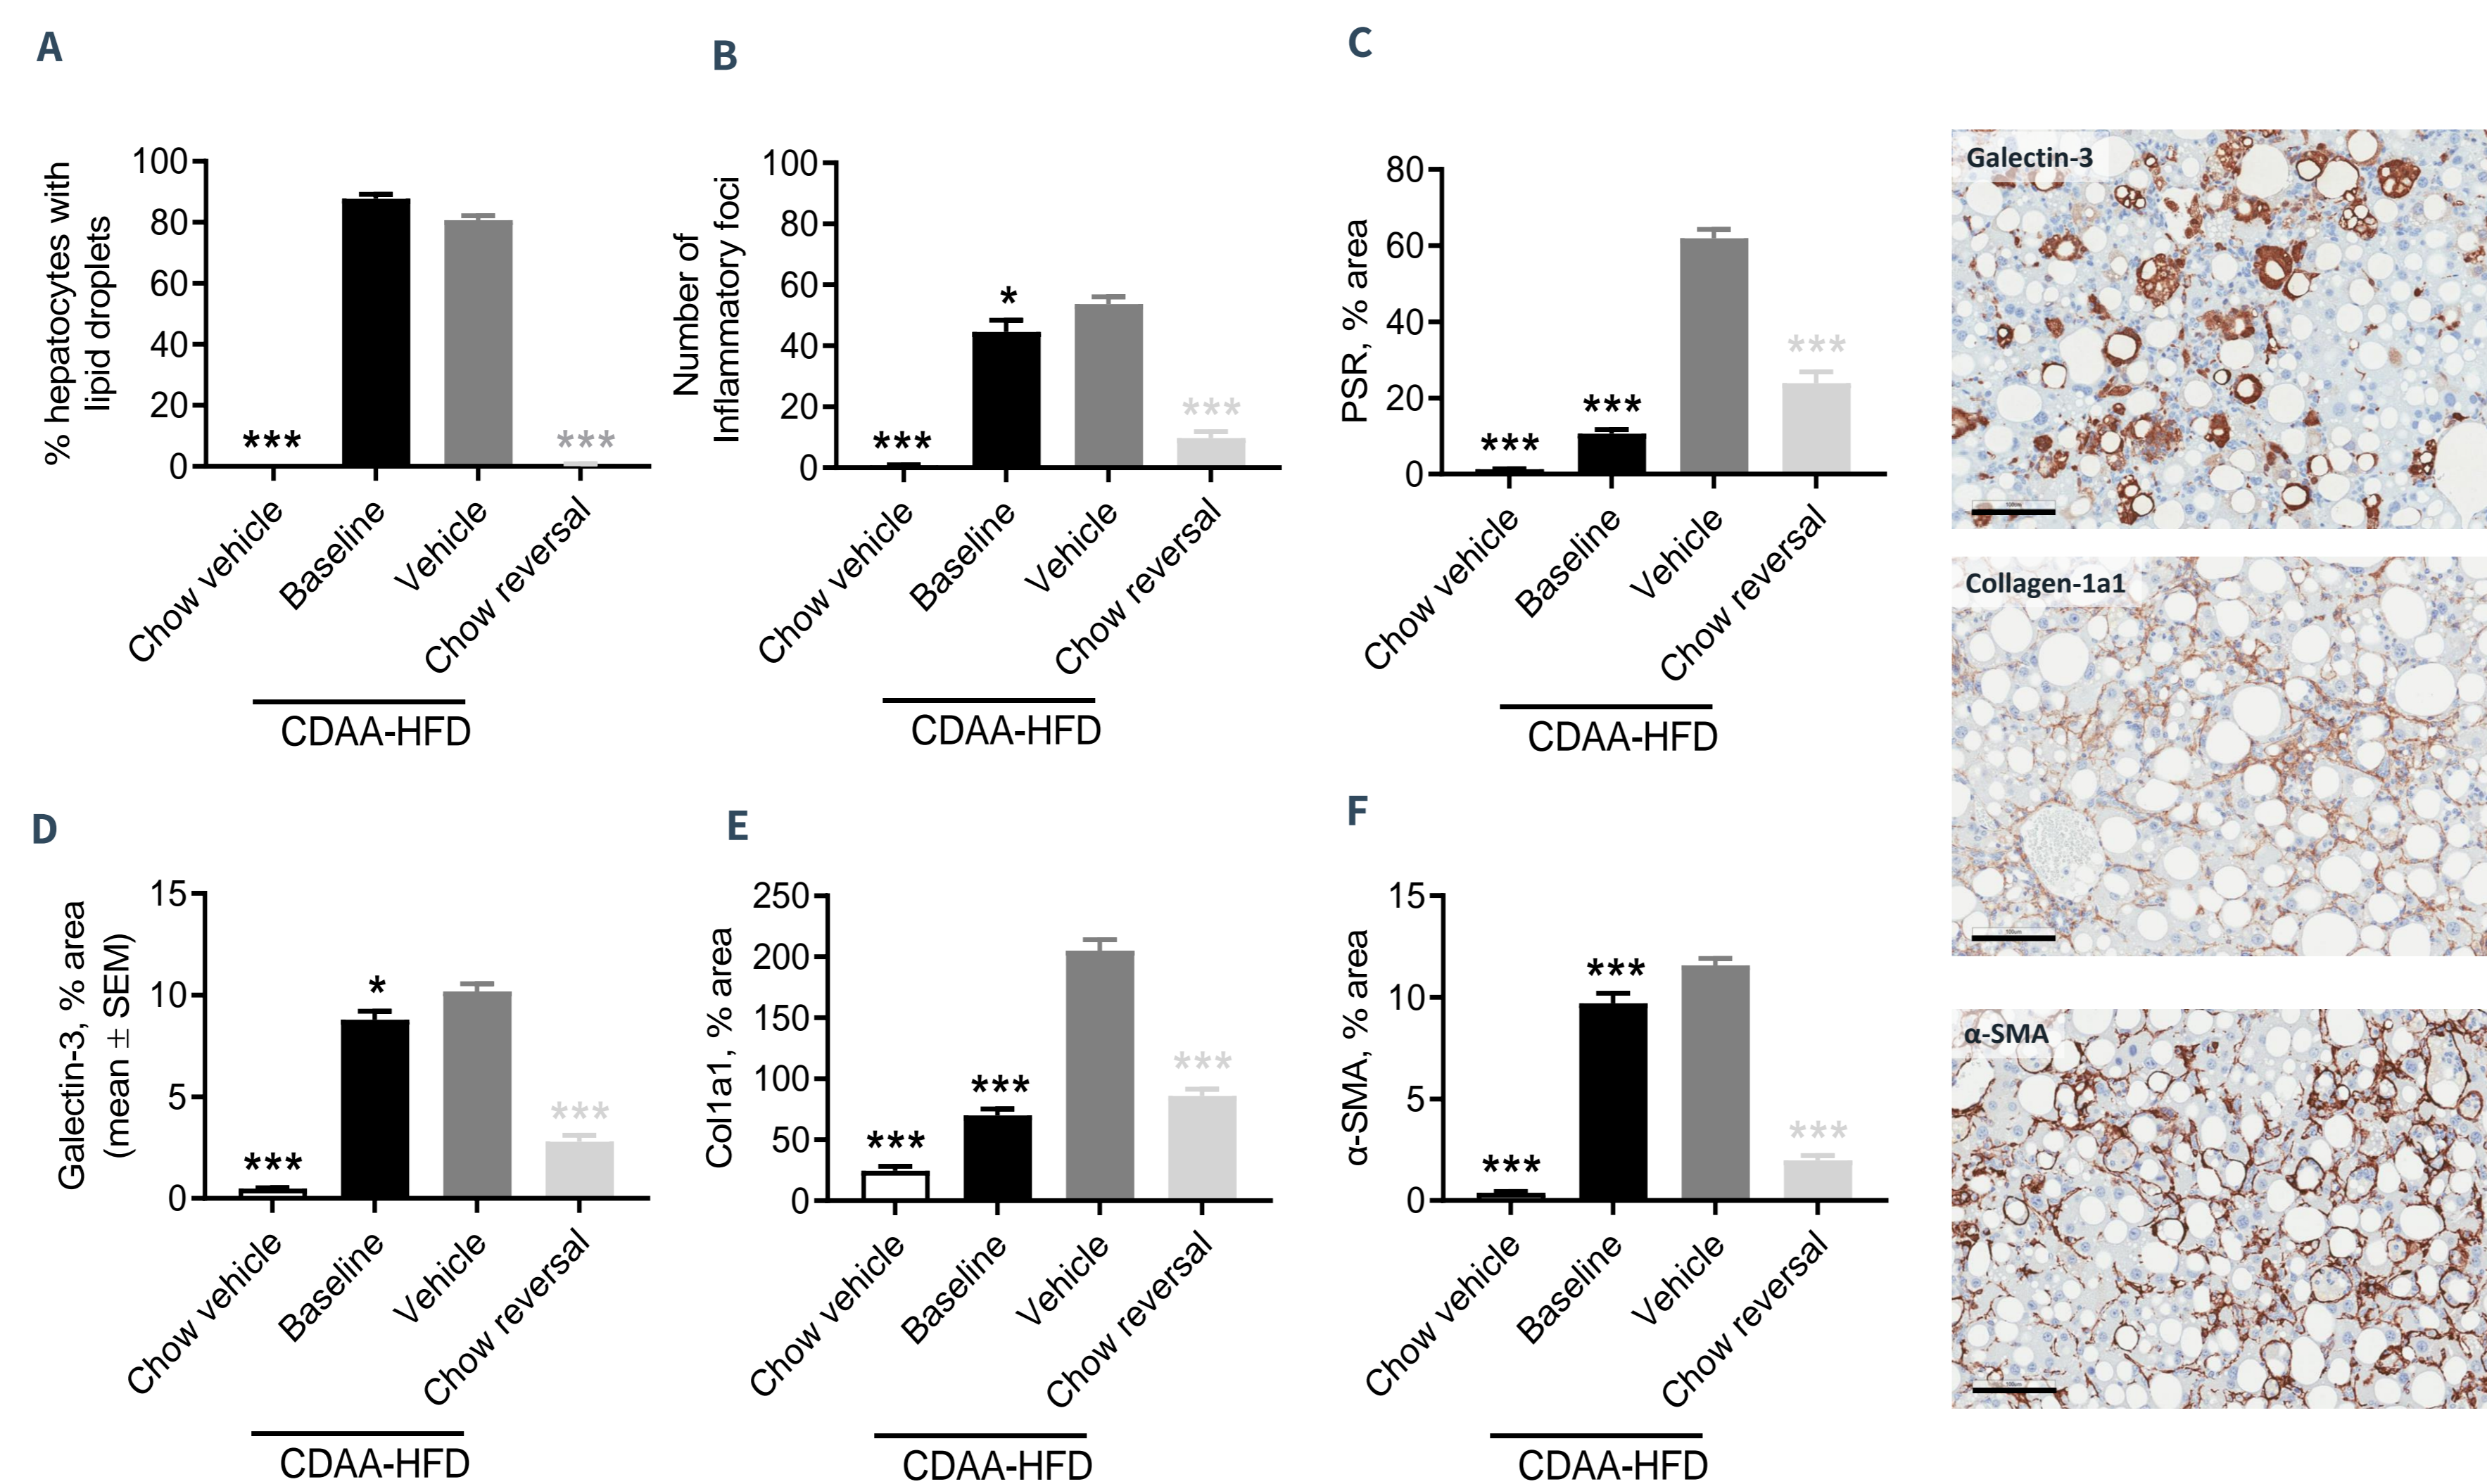 A
% hepatocytes with
lipid droplets
100
80
60
40
20
0
***
***
Chow vehicle
Baseline
Vehicle
Chow reversal
CDAA-HFD
B
Number of
Inflammatory foci
100
80
60
40
20
0
***
*
***
Chow vehicle
Baseline
Vehicle
Chow reversal
CDAA-HFD
C
PSR, % area
80
60
40
20
0
***
***
***
Chow vehicle
Baseline
Vehicle
Chow reversal
CDAA-HFD
Galectin-3
Collagen-1a1
α-SMA
D
Galectin-3, % area
(mean ± SEM)
15
10
5
0
***
*
***
Chow vehicle
Baseline
Vehicle
Chow reversal
CDAA-HFD
E
Col1a1, % area
250
200
150
100
50
0
***
***
***
Chow vehicle
Baseline
Vehicle
Chow reversal
CDAA-HFD
F
α-SMA, % area
15
10
5
0
***
***
***
Chow vehicle
Baseline
Vehicle
Chow reversal
CDAA-HFD